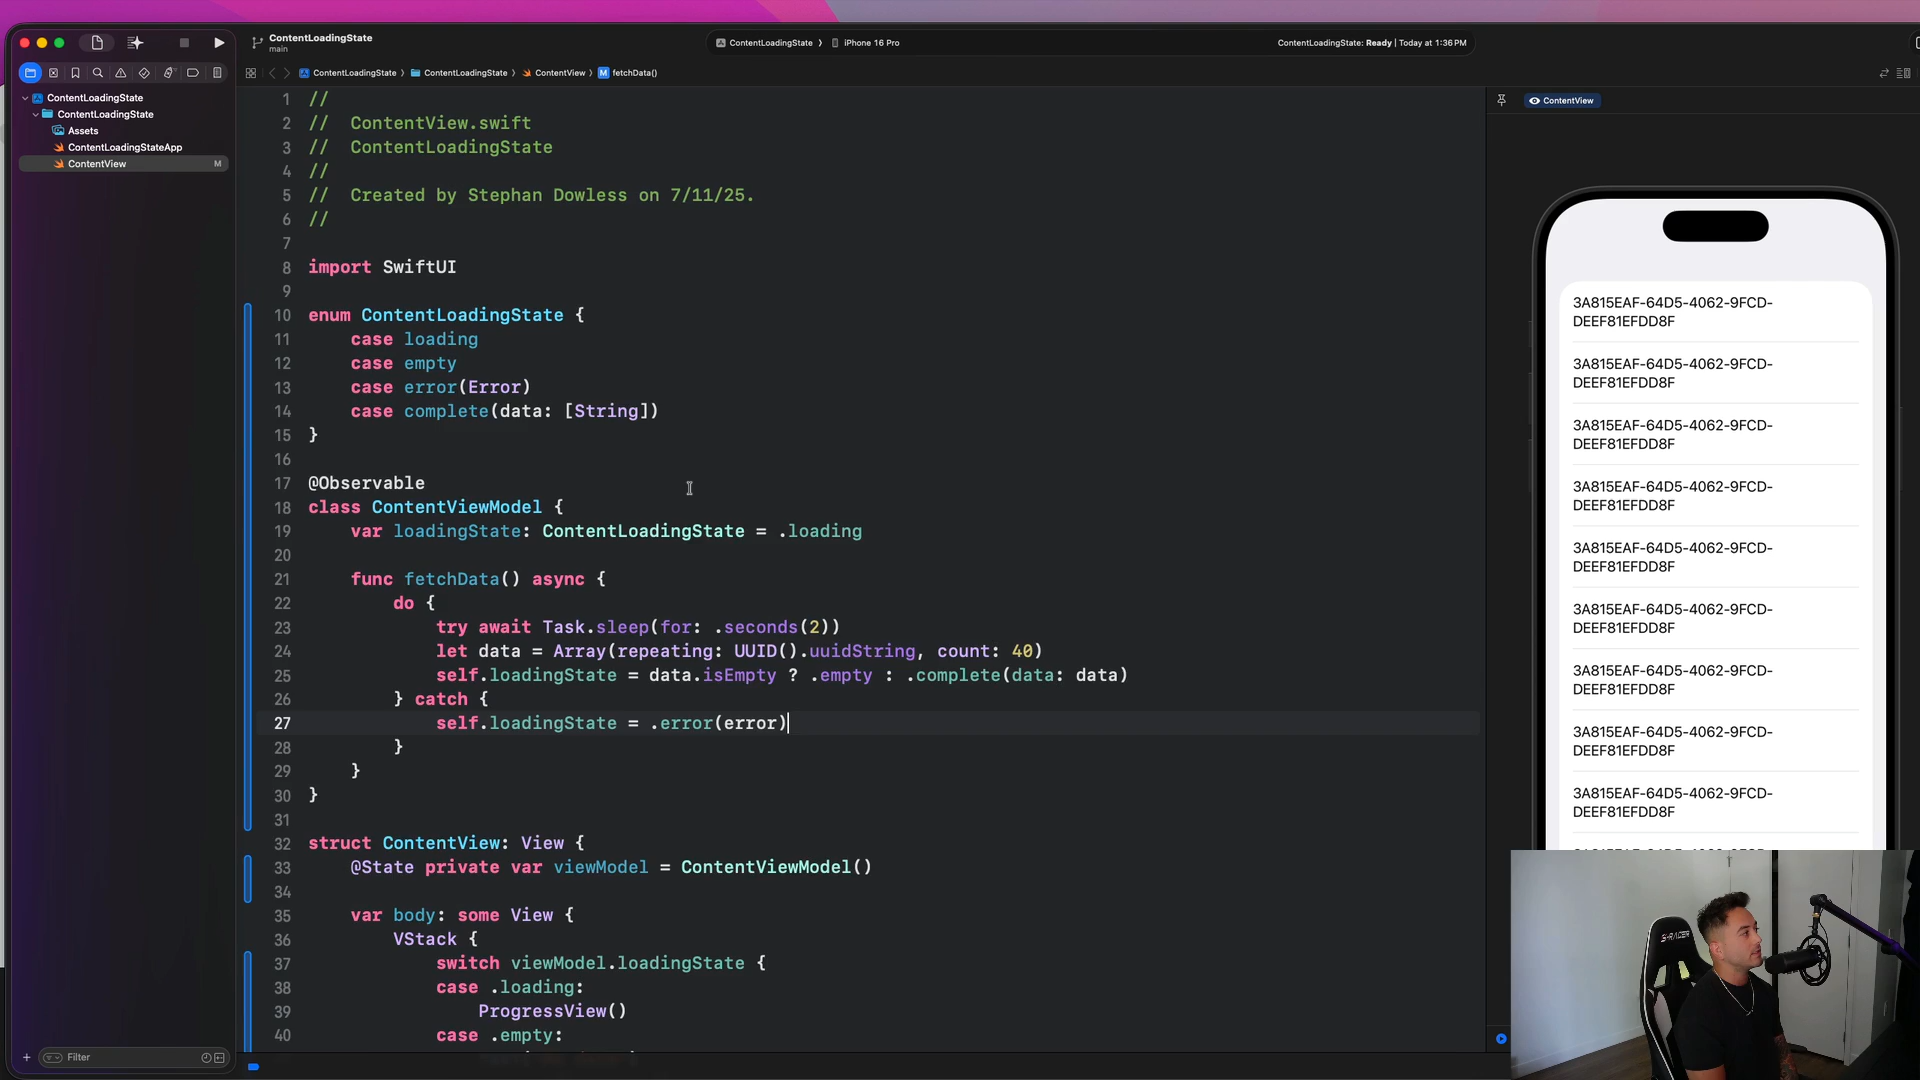 ContentLoadingState
main
ContentLoadingState
iPhone 16 Pro
ContentLoadingState: Ready | Today at 1:36 PM
ContentLoadingState
ContentLoadingState
ContentView
M fetchData()
ContentLoadingState
ContentLoadingState
Assets
ContentLoadingStateApp
ContentView M
Filter
1 //
2 //  ContentView.swift
3 //  ContentLoadingState
4 //
5 //  Created by Stephan Dowless on 7/11/25.
6 //
7
8 import SwiftUI
9
10 enum ContentLoadingState {
11     case loading
12     case empty
13     case error(Error)
14     case complete(data: [String])
15 }
16
17 @Observable
18 class ContentViewModel {
19     var loadingState: ContentLoadingState = .loading
20
21     func fetchData() async {
22         do {
23             try await Task.sleep(for: .seconds(2))
24             let data = Array(repeating: UUID().uuidString, count: 40)
25             self.loadingState = data.isEmpty ? .empty : .complete(data: data)
26         } catch {
27             self.loadingState = .error(error)
28         }
29     }
30 }
31
32 struct ContentView: View {
33     @State private var viewModel = ContentViewModel()
34
35     var body: some View {
36         VStack {
37             switch viewModel.loadingState {
38             case .loading:
39                 ProgressView()
40             case .empty:
ContentView
3A815EAF-64D5-4062-9FCD-
DEEF81EFDD8F
3A815EAF-64D5-4062-9FCD-
DEEF81EFDD8F
3A815EAF-64D5-4062-9FCD-
DEEF81EFDD8F
3A815EAF-64D5-4062-9FCD-
DEEF81EFDD8F
3A815EAF-64D5-4062-9FCD-
DEEF81EFDD8F
3A815EAF-64D5-4062-9FCD-
DEEF81EFDD8F
3A815EAF-64D5-4062-9FCD-
DEEF81EFDD8F
3A815EAF-64D5-4062-9FCD-
DEEF81EFDD8F
3A815EAF-64D5-4062-9FCD-
DEEF81EFDD8F
S-RACER